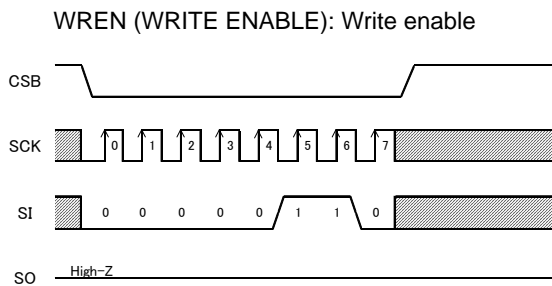 WREN (WRITE ENABLE): Write enable
CSB
SCK 0 1 2 3 4 5 6 7
SI 0 0 0 0 0 1 1 0
SO High-Z